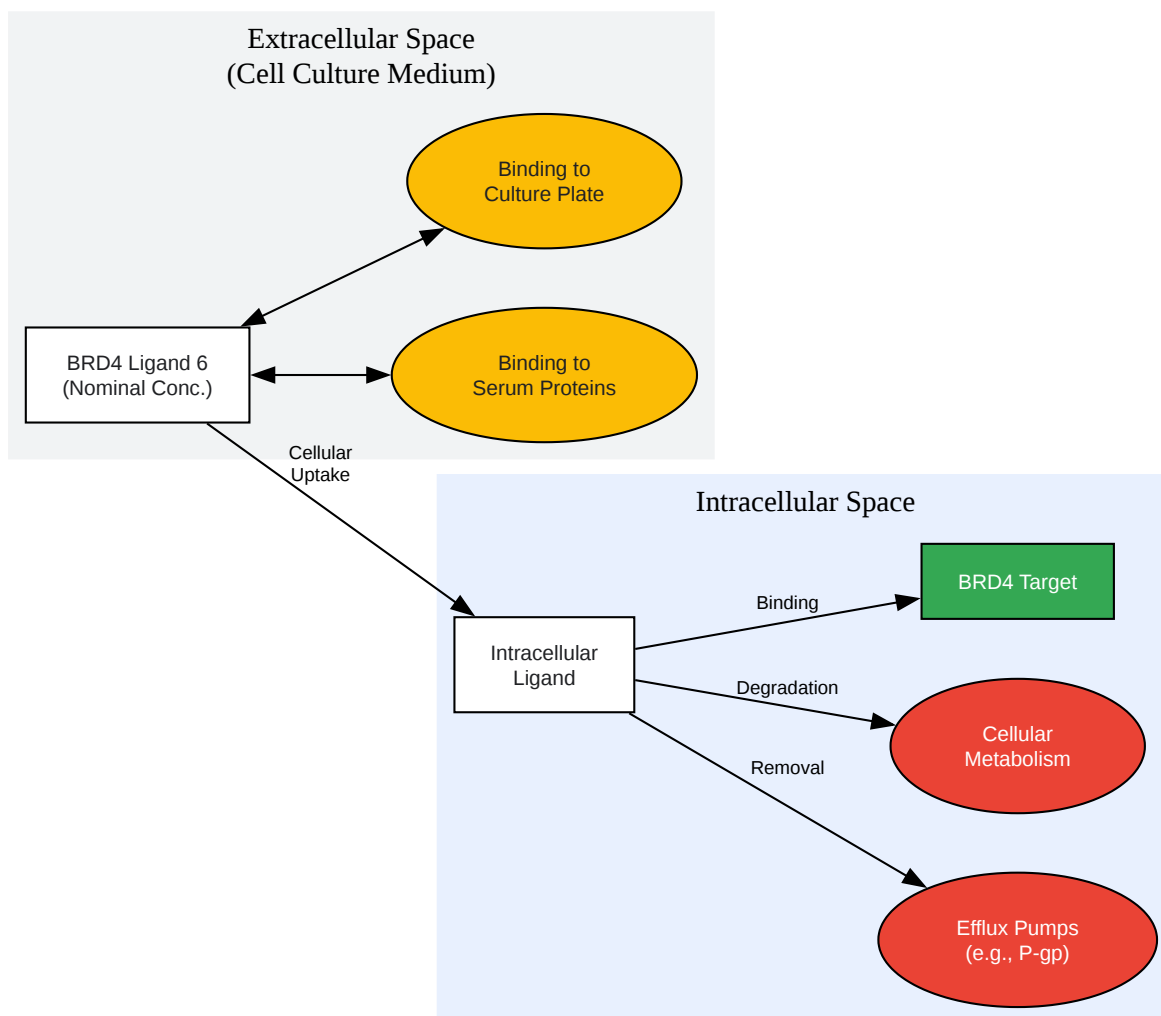 Extracellular Space
(Cell Culture Medium)
Binding to
Culture Plate
BRD4 Ligand 6
(Nominal Conc.)
Binding to
Serum Proteins
Cellular
Uptake
Intracellular Space
BRD4 Target
Binding
Intracellular
Ligand
Degradation
Cellular
Metabolism
Removal
Efflux Pumps
(e.g., P-gp)